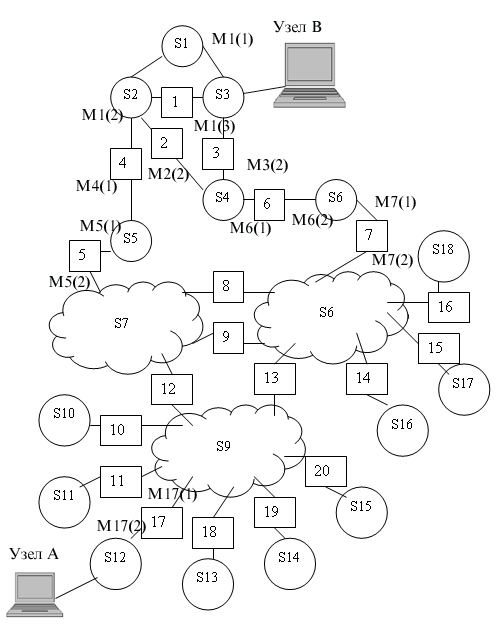 Узел В
S1
M1(1)
S2
1
S3
M1(2)
M1(3)
2
3
4
M2(2)
M3(2)
M4(1)
S4
6
S6
M7(1)
M5(1)
M6(1)
M6(2)
S5
7
5
M7(2)
S18
M5(2)
8
16
S7
S6
9
15
12
13
14
S17
S10
10
S16
S9
11
20
S11
M17(1)
S15
M17(2)
17
18
19
Узел А
S12
S13
S14